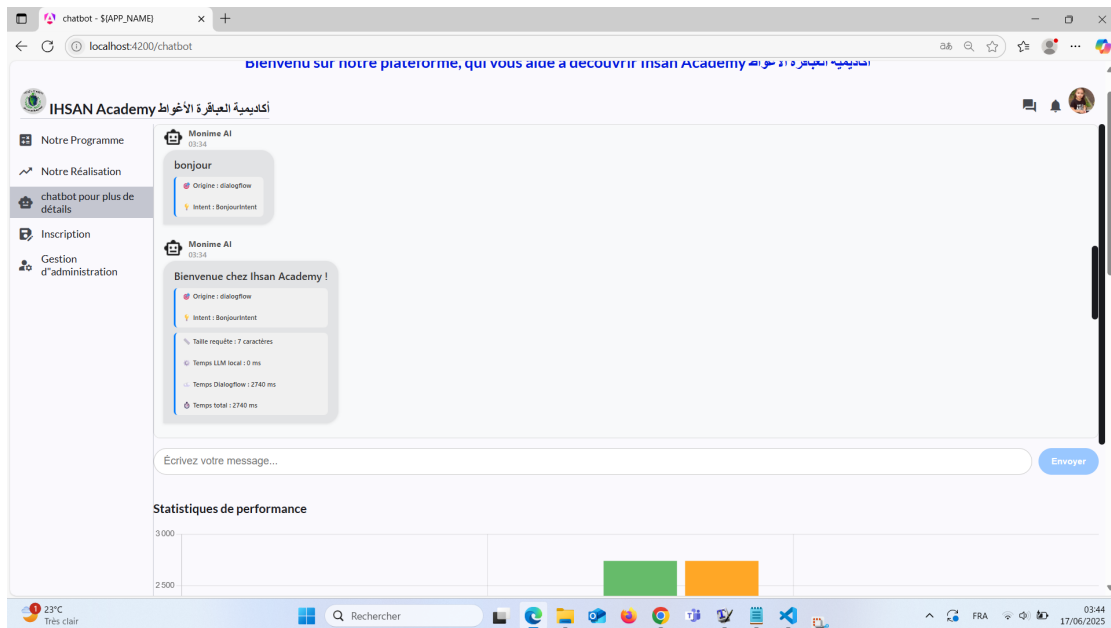 chatbot - $(APP_NAME)
localhost:4200/chatbot
Bienvenu sur notre plateforme, qui vous aide à découvrir Ihsan Academy أكاديمية العباقرة الأغواط
IHSAN Academy أكاديمية العباقرة الأغواط
Notre Programme
Notre Réalisation
chatbot pour plus de
détails
Inscription
Gestion
d"administration
Monime AI
03:34
bonjour
Origine : dialogflow
Intent : BonjourIntent
Monime AI
03:34
Bienvenue chez Ihsan Academy !
Origine : dialogflow
Intent : BonjourIntent
Taille requête : 7 caractères
Temps LLM local : 0 ms
Temps Dialogflow : 2740 ms
Temps total : 2740 ms
Écrivez votre message...
Envoyer
Statistiques de performance
3 000
2 500
1
23°C
Très clair
Rechercher
FRA
03:44
17/06/2025